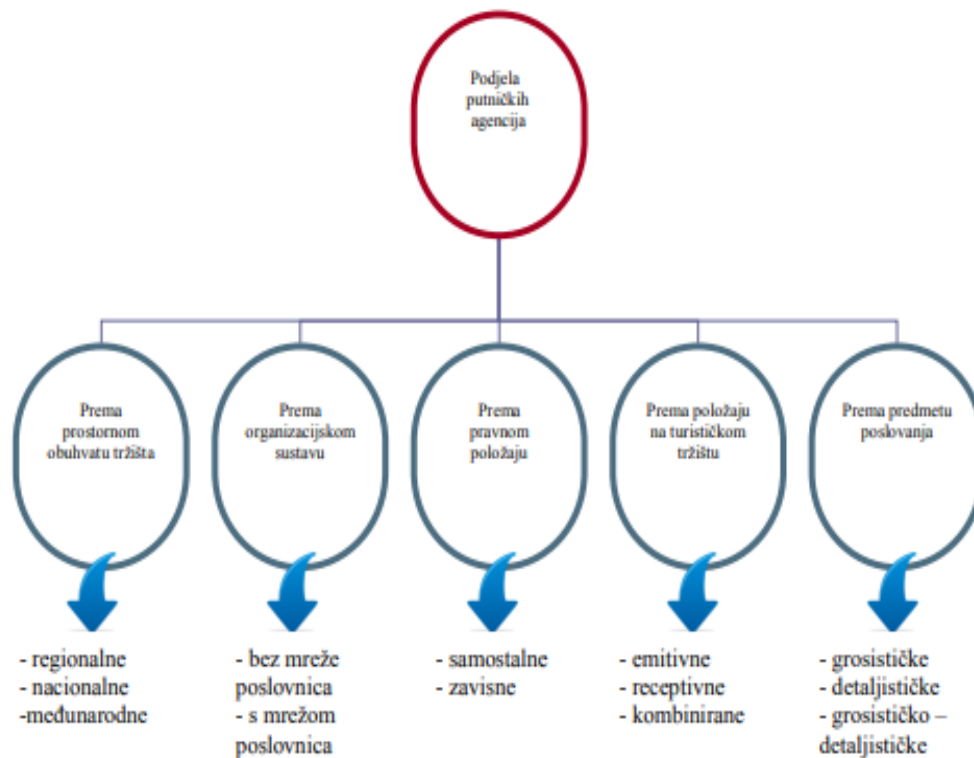 Podjela
putničkih
agencija
Prema
prostornom
obuhvatu tržišta
Prema
organizacijskom
sustavu
Prema
pravnom
položaju
Prema položaju
na turističkom
tržištu
Prema predmetu
poslovanja
- regionalne
- nacionalne
-međunarodne
- bez mreže
poslovnica
- s mrežom
poslovnica
- samostalne
- zavisne
- emitivne
- receptivne
- kombinirane
- grosističke
- detaljističke
- grosističko –
detaljističke